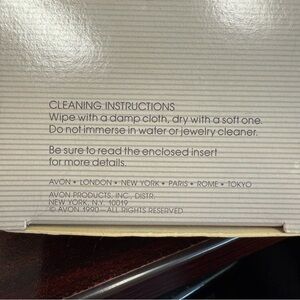 CLEANING INSTRUCTIONS
Wipe with a damp cloth, dry with a soft one.
Do not immerse in water or jewelry cleaner.
Be sure to read the enclosed insert
for more details.
AVON • LONDON • NEW YORK • PARIS • ROME • TOKYO
AVON PRODUCTS, INC., DISTR.
NEW YORK, N.Y. 10019
© AVON 1990—ALL RIGHTS RESERVED